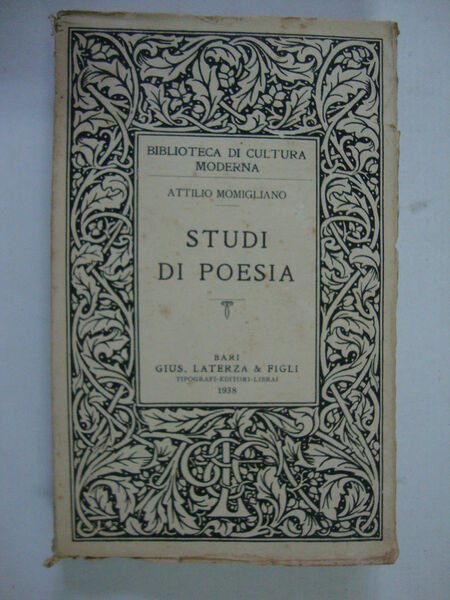 BIBLIOTECA DI CULTURA
MODERNA
ATTILIO MOMIGLIANO
STUDI
DI POESIA
BARI
GIUS. LATERZA & FIGLI
TIPOGRAFI-EDITORI-LIBRAI
1938